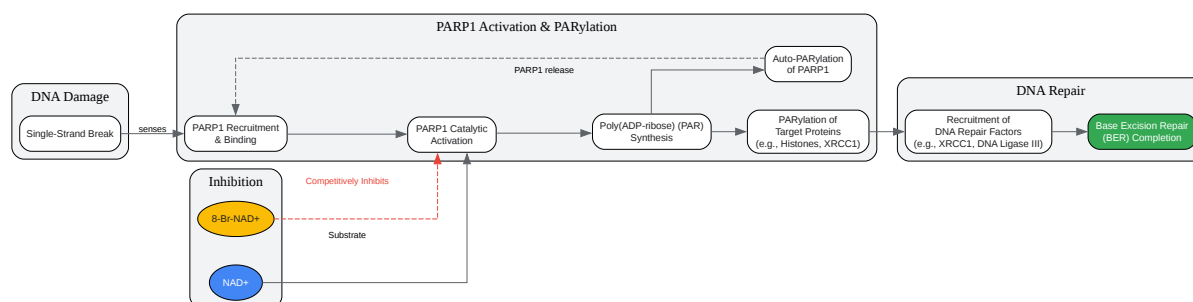 PARP1 Activation & PARylation
Auto-PARylation
of PARP1
PARP1 release
DNA Damage
Single-Strand Break
senses
PARP1 Recruitment
& Binding
PARP1 Catalytic
Activation
Poly(ADP-ribose) (PAR)
Synthesis
PARylation of
Target Proteins
(e.g., Histones, XRCC1)
DNA Repair
Recruitment of
DNA Repair Factors
(e.g., XRCC1, DNA Ligase III)
Base Excision Repair
(BER) Completion
Inhibition
Competitively Inhibits
8-Br-NAD+
Substrate
NAD+